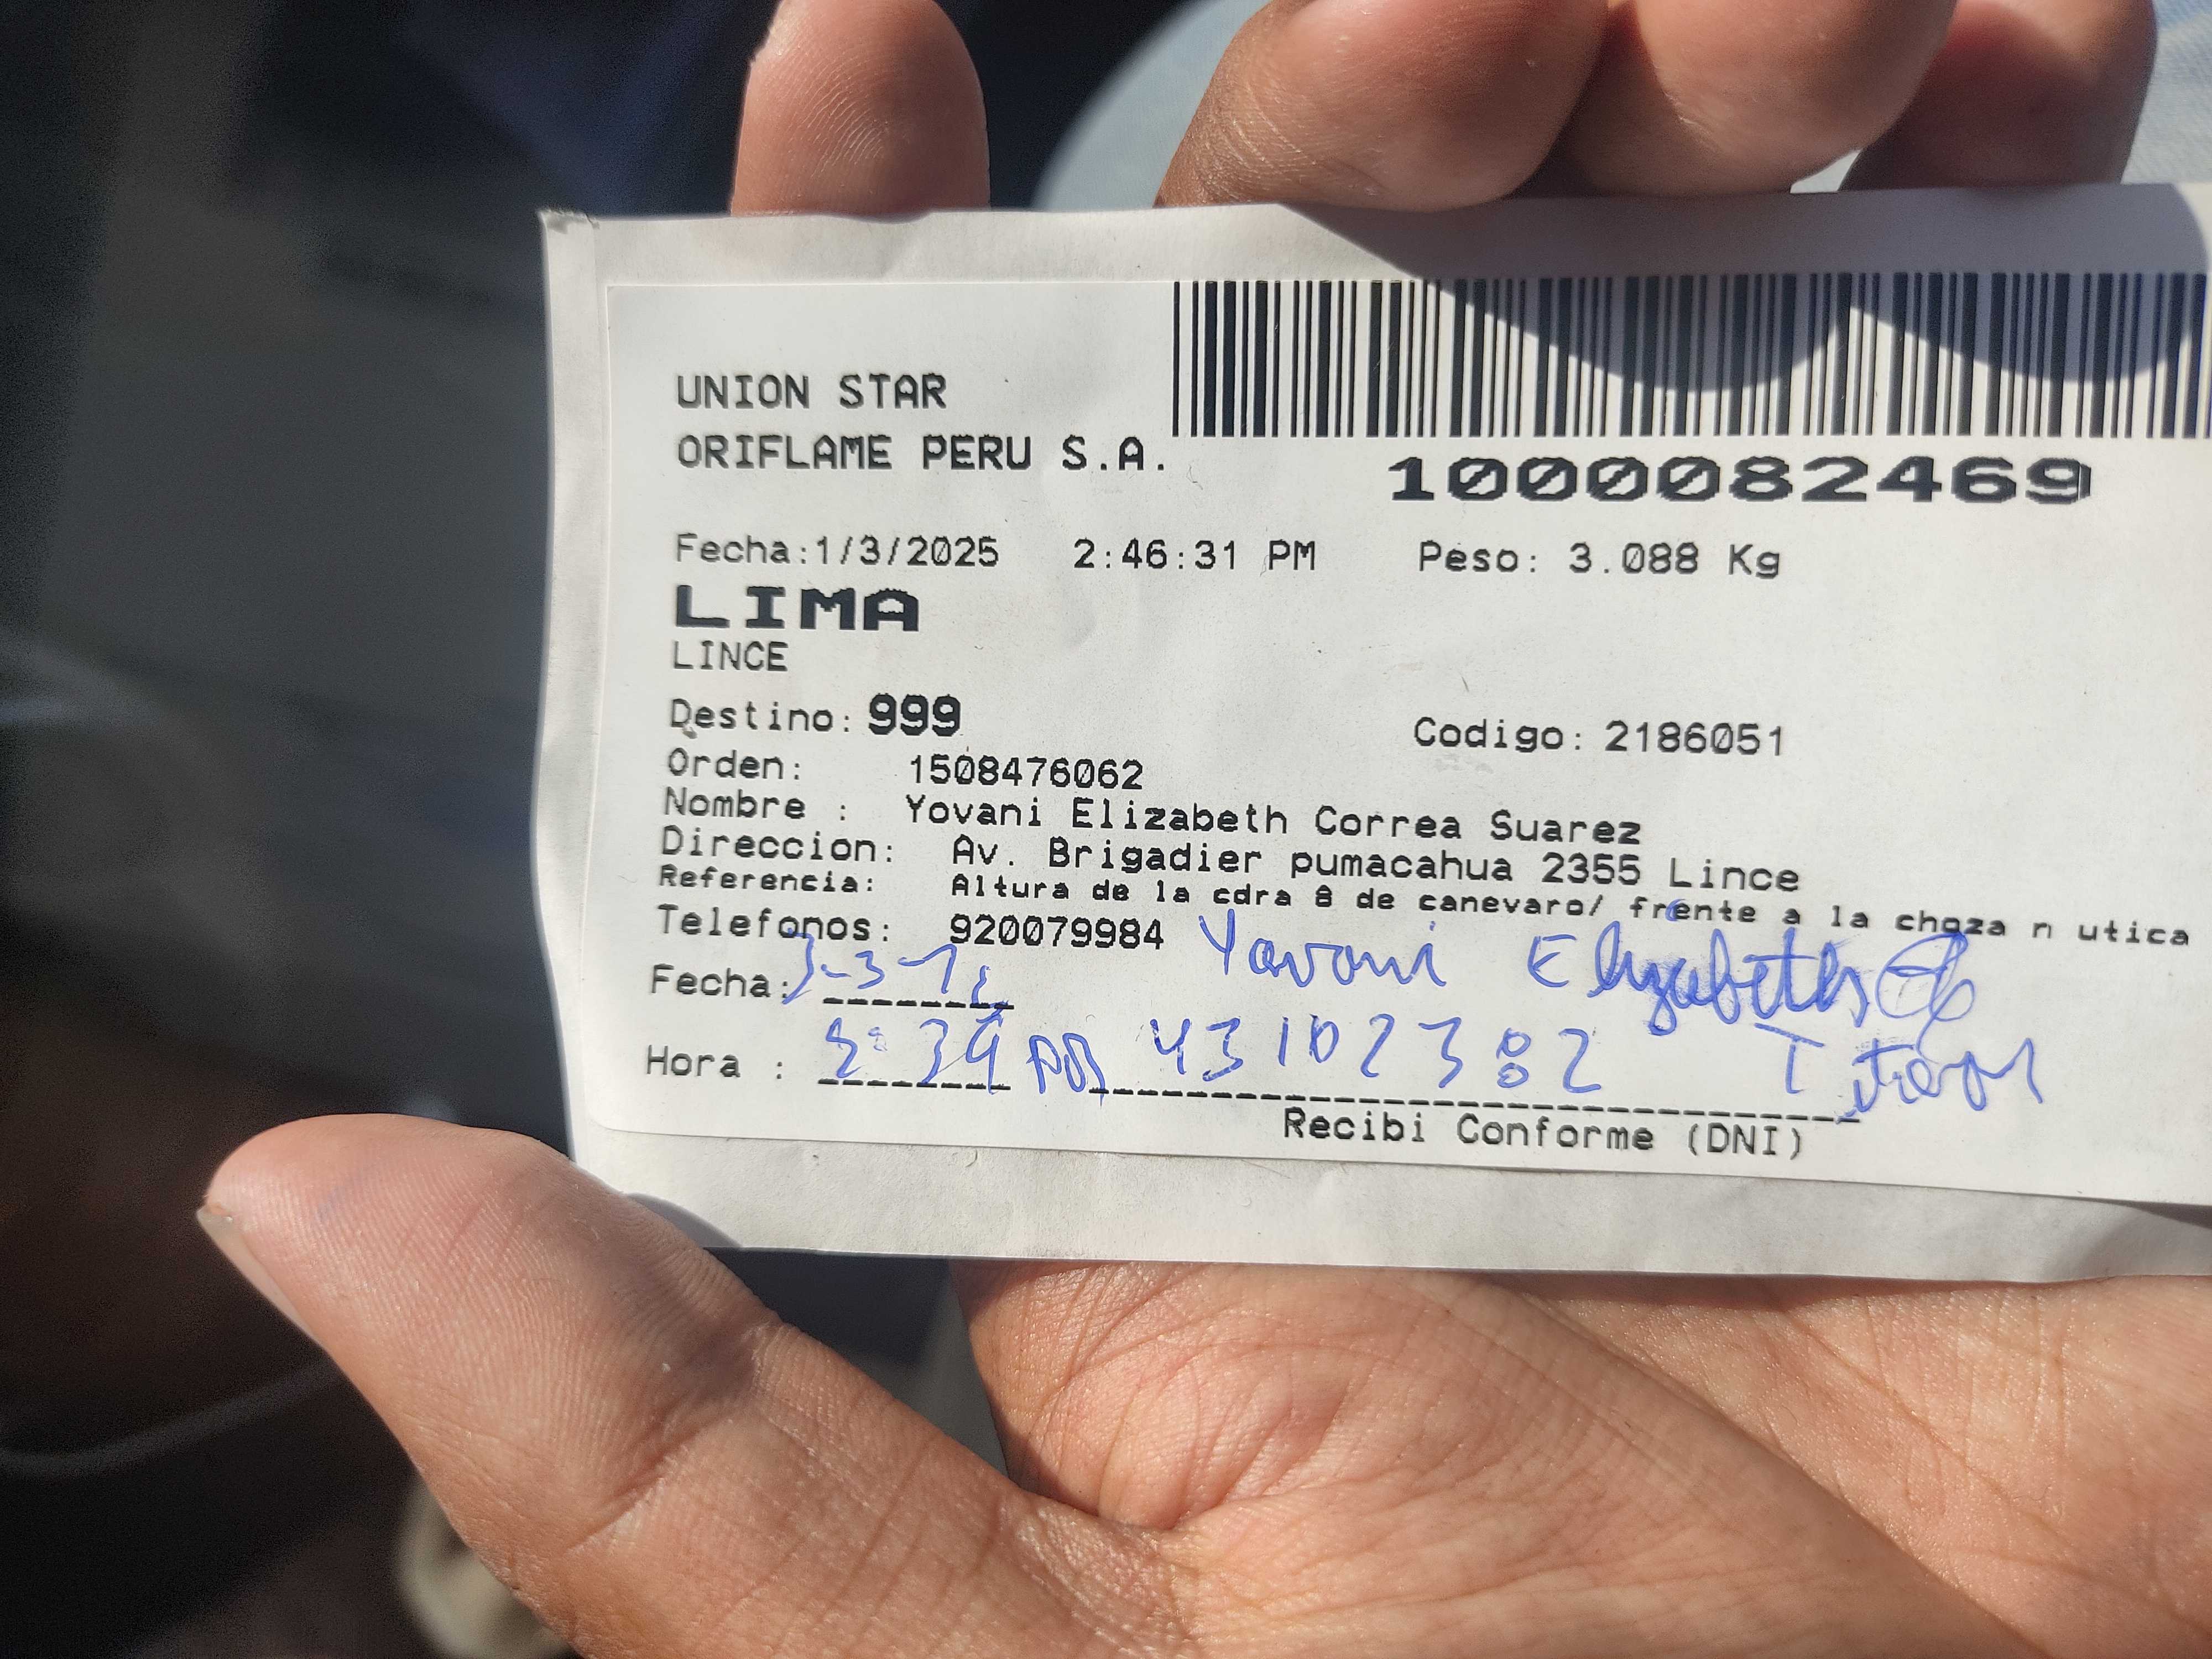 UNION STAR
ORIFLAME PERU S.A.
1000082469
Fecha:1/3/2025 2:46:31 PM Peso: 3.088 Kg
LIMA
LINCE
Destino: 999 Codigo: 2186051
Orden: 1508476062
Nombre : Yovani Elizabeth Correa Suarez
Direccion: Av. Brigadier pumacahua 2355 Lince
Referencia: Altura de la cdra 8 de canevaro/ frente a la choza n utica
Telefonos: 920079984
Yovani Elizabeth
Fecha:
Hora : 43102382
Recibi Conforme (DNI)